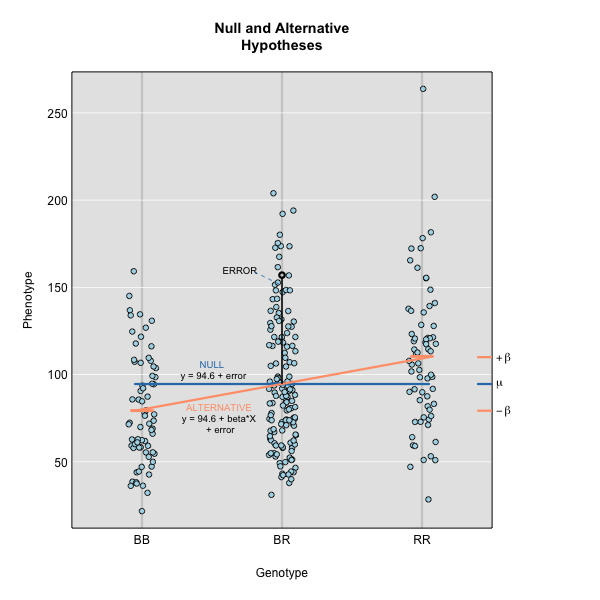 Null and Alternative
Hypotheses
Phenotype
250
200
150
100
50
ERROR
NULL
y = 94.6 + error
ALTERNATIVE
y = 94.6 + beta*X
+ error
+ β
μ
− β
BB
BR
RR
Genotype